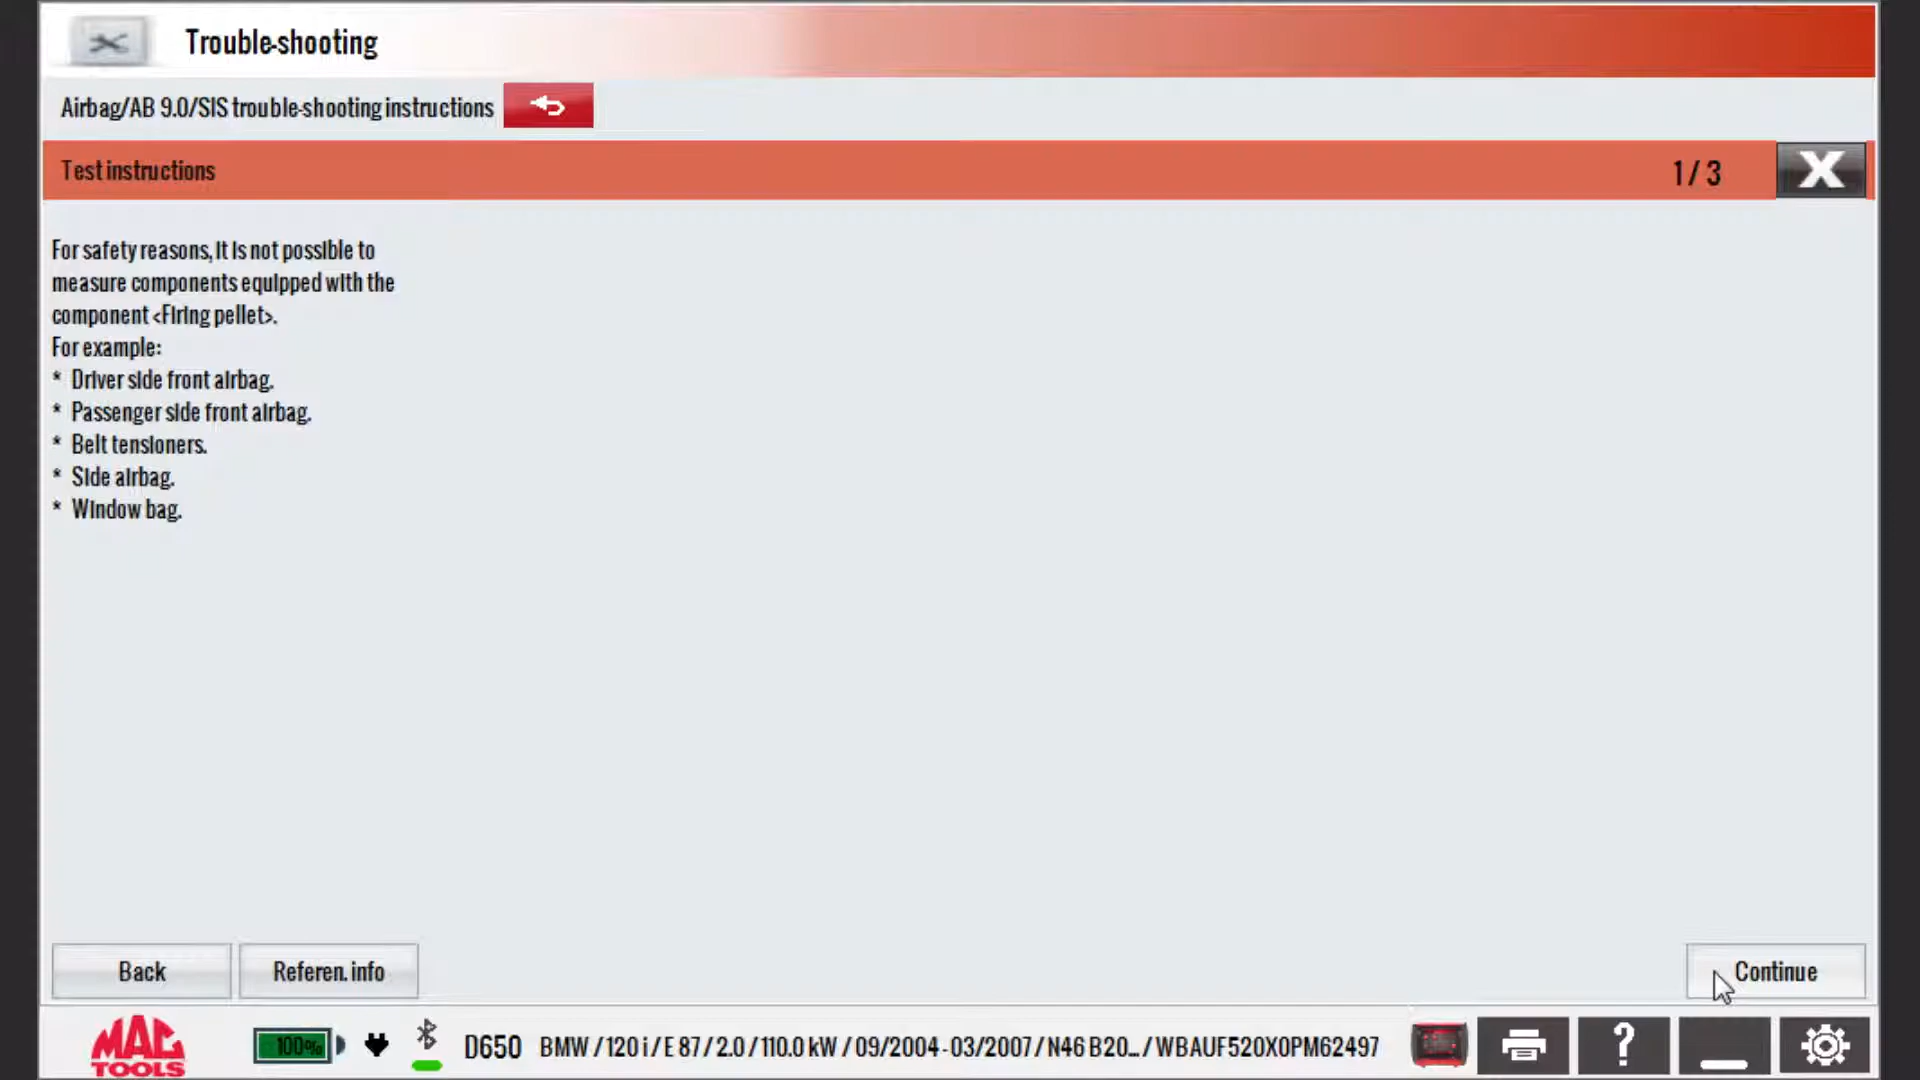 Trouble-shooting
Airbag/AB 9.0/SIS trouble-shooting instructions
Test instructions
1 / 3
X
For safety reasons, it is not possible to
measure components equipped with the
component <Firing pellet>.
For example:
* Driver side front airbag.
* Passenger side front airbag.
* Belt tensioners.
* Side airbag.
* Window bag.
Back
Referen. info
Continue
MAC
TOOLS
100%
D650
BMW / 120 i / E 87 / 2.0 / 110.0 kW / 09/2004 - 03/2007 / N46 B20... / WBAUF520X0PM62497
?